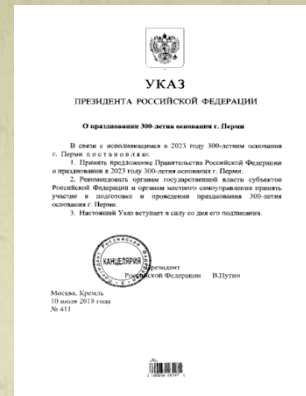 УКАЗ
ПРЕЗИДЕНТА РОССИЙСКОЙ ФЕДЕРАЦИИ
О праздновании 300-летия основания г. Перми
В связи с исполняющимся в 2023 году 300-летием основания
г. Перми п о с т а н о в л я ю:
1. Принять предложение Правительства Российской Федерации
о праздновании в 2023 году 300-летия основания г. Перми.
2. Рекомендовать органам государственной власти субъектов
Российской Федерации и органам местного самоуправления принять
участие в подготовке и проведении празднования 300-летия
основания г. Перми.
3. Настоящий Указ вступает в силу со дня его подписания.
КАНЦЕЛЯРИЯ
Президент
Российской Федерации В.Путин
Москва, Кремль
10 июля 2018 года
№ 411